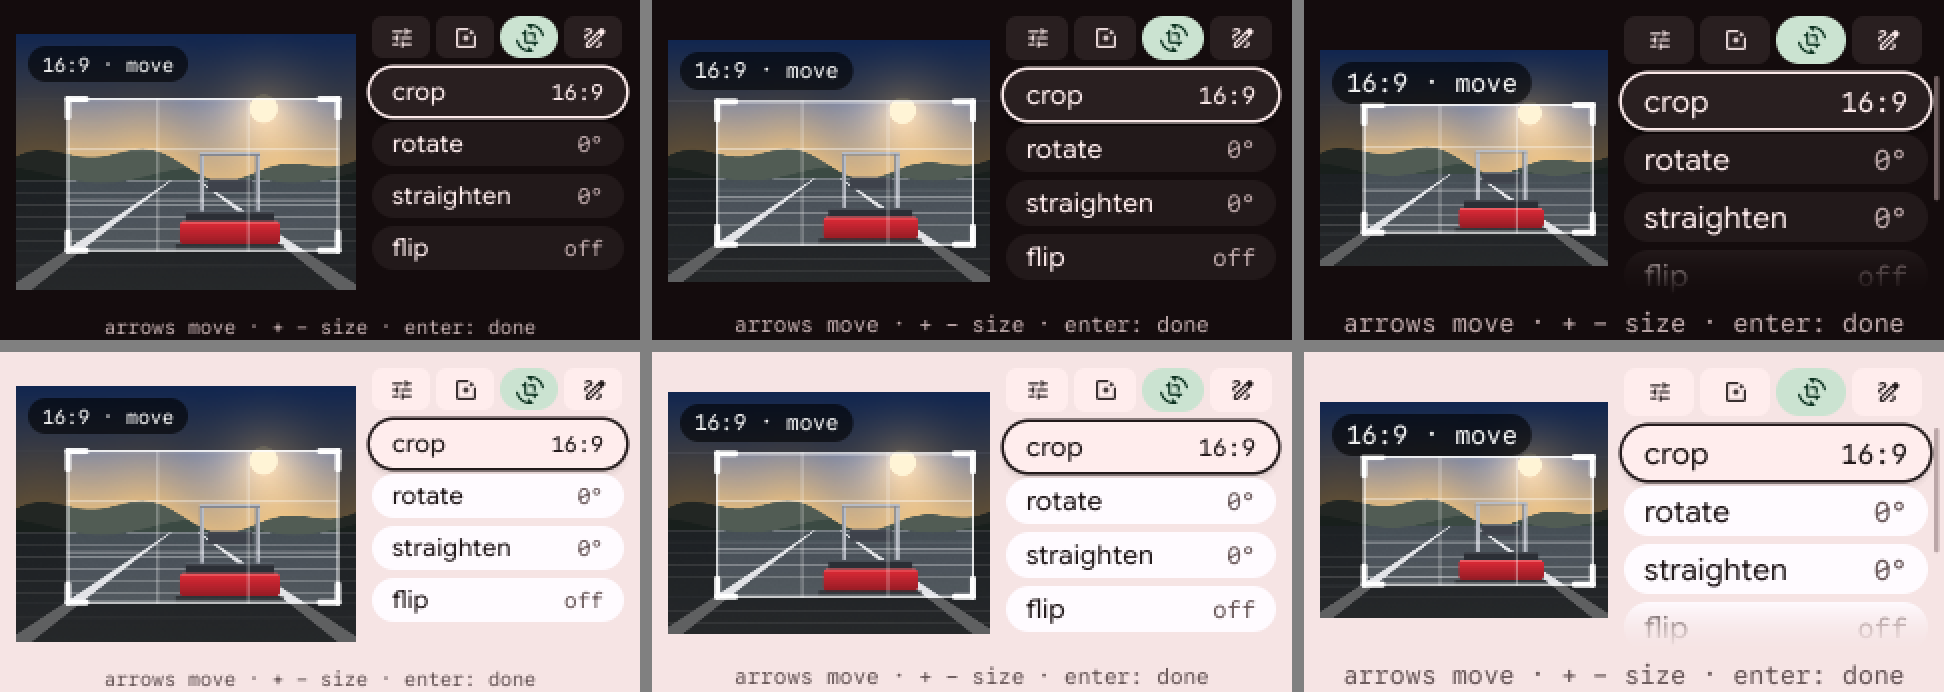 16:9 · move
crop 16:9
rotate 0°
straighten 0°
flip off
arrows move · + − size · enter: done
16:9 · move
crop 16:9
rotate 0°
straighten 0°
flip off
arrows move · + − size · enter: done
16:9 · move
crop 16:9
rotate 0°
straighten 0°
flip off
arrows move · + − size · enter: done
16:9 · move
crop 16:9
rotate 0°
straighten 0°
flip off
arrows move · + − size · enter: done
16:9 · move
crop 16:9
rotate 0°
straighten 0°
flip off
arrows move · + − size · enter: done
16:9 · move
crop 16:9
rotate 0°
straighten 0°
flip off
arrows move · + − size · enter: done